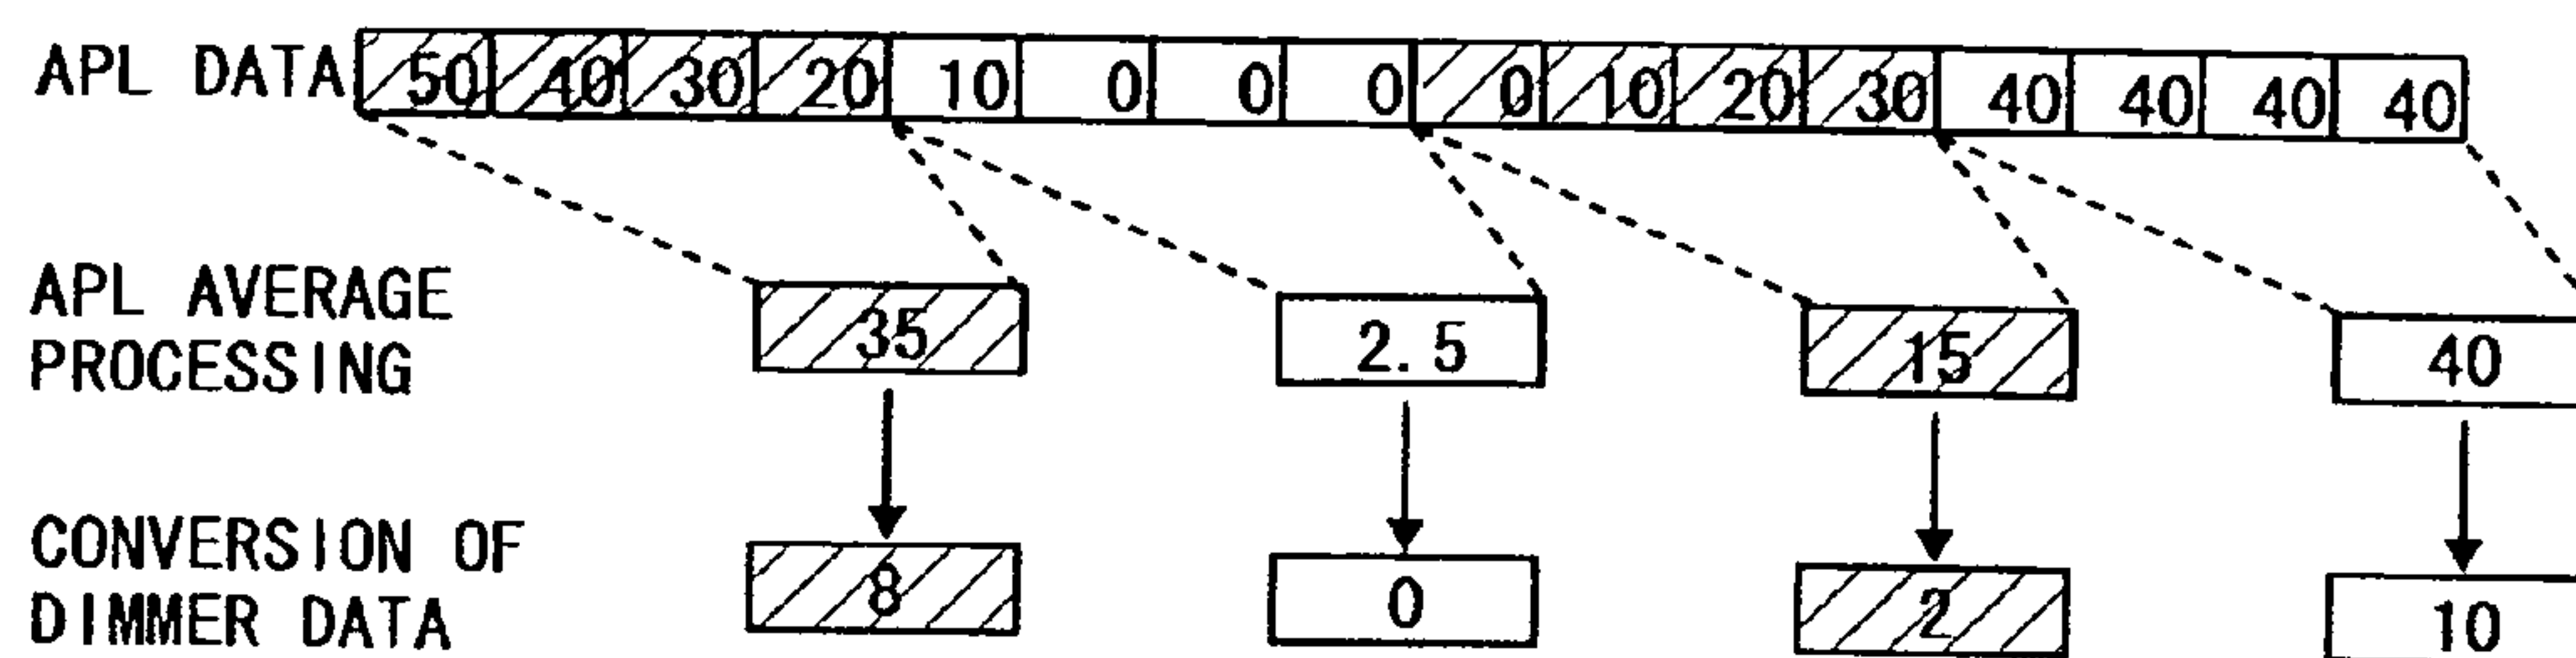 APL DATA 50 40 30 20 10 0 0 0 0 10 20 30 40 40 40 40
APL AVERAGE
PROCESSING
35 2.5 15 40
CONVERSION OF
DIMMER DATA
8 0 2 10